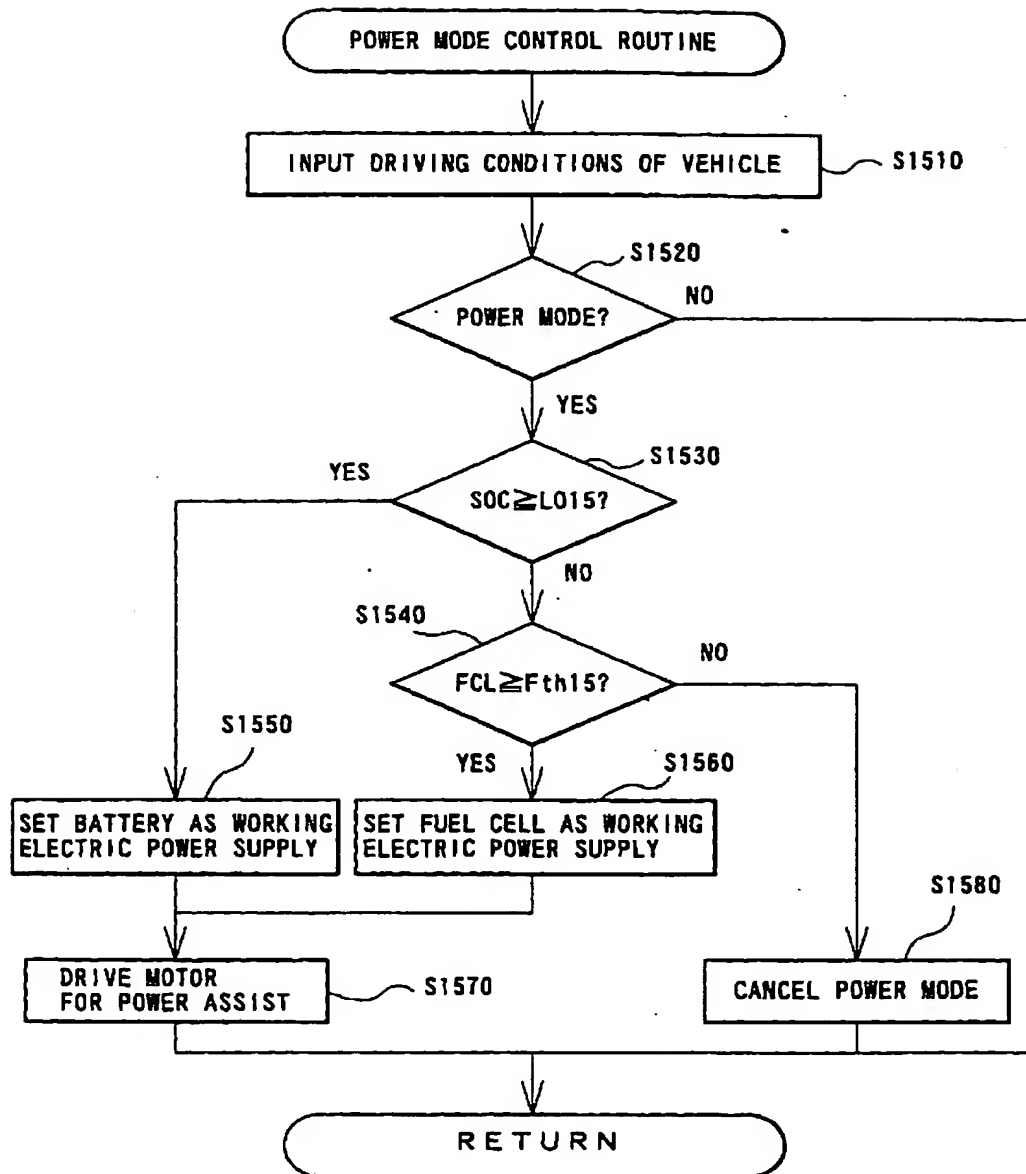 POWER MODE CONTROL ROUTINE
INPUT DRIVING CONDITIONS OF VEHICLE
S1510
S1520
POWER MODE?
NO
YES
S1530
YES
SOC≧LO15?
NO
S1540
NO
FCL≧Fth15?
S1550
YES
S1560
SET BATTERY AS WORKING
ELECTRIC POWER SUPPLY
SET FUEL CELL AS WORKING
ELECTRIC POWER SUPPLY
S1580
DRIVE MOTOR
FOR POWER ASSIST
S1570
CANCEL POWER MODE
RETURN